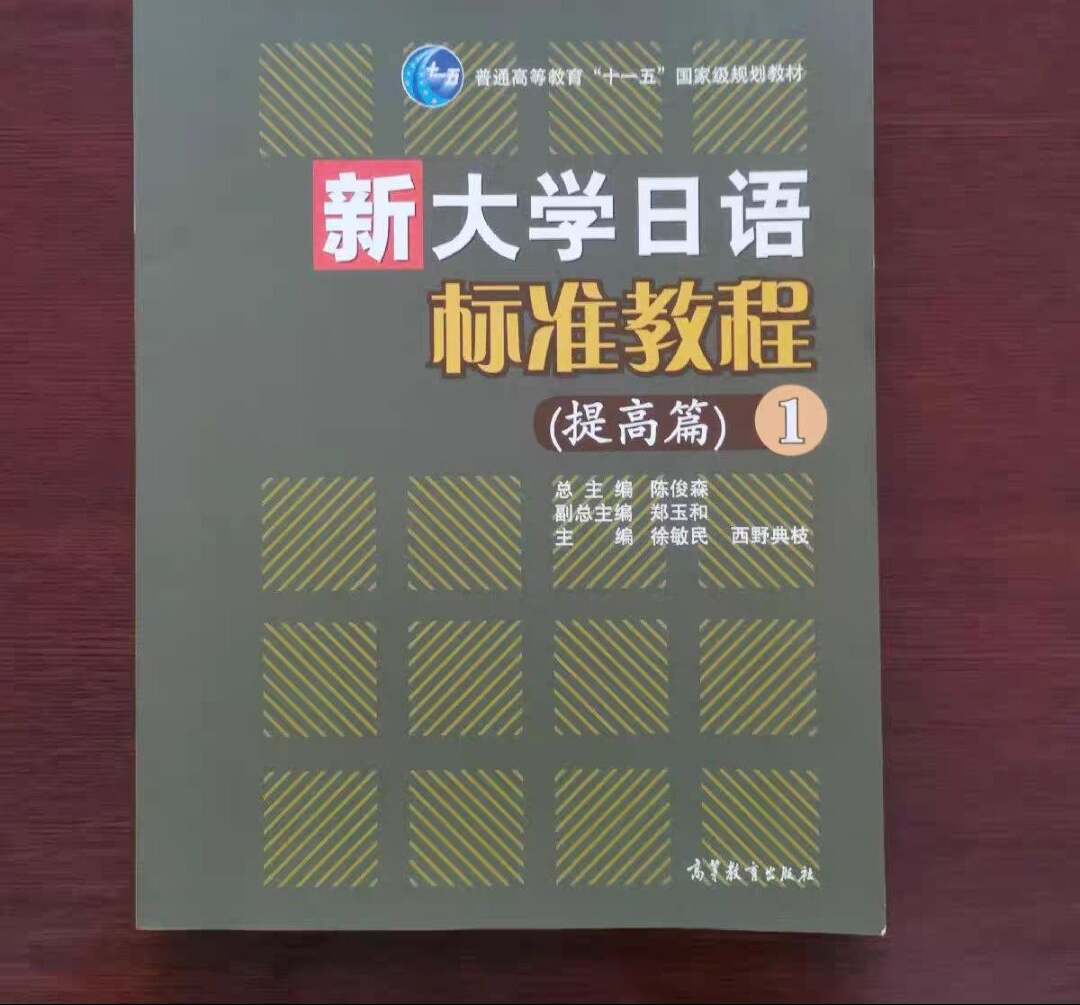 十一五
普通高等教育“十一五”国家级规划教材
新大学日语
标准教程
(提高篇) 1
总 主 编 陈俊森
副总主编 郑玉和
主 编 徐敏民 西野典枝
高等教育出版社